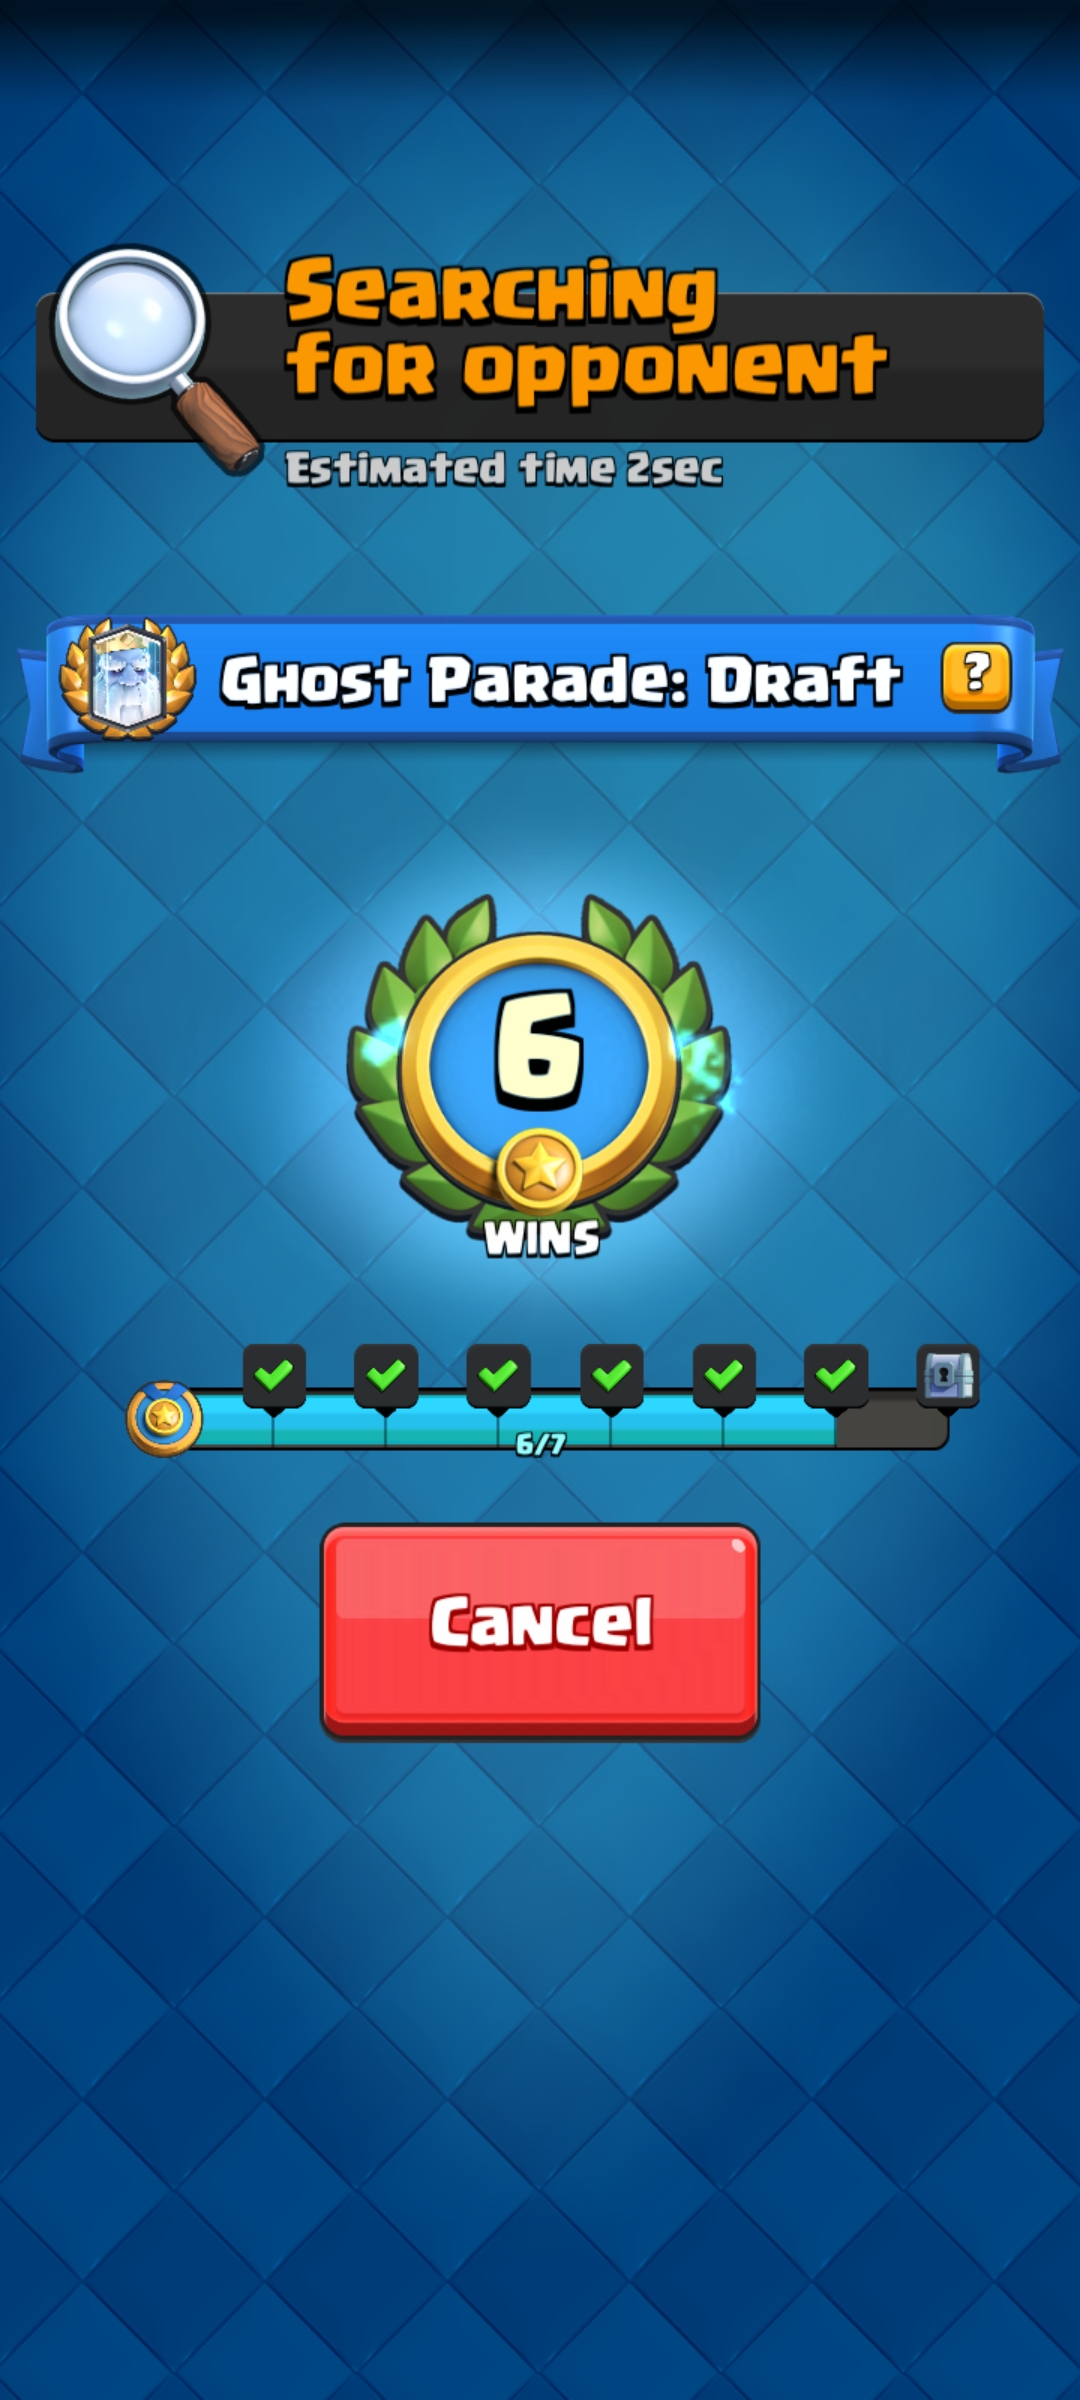 Searching
for opponent
Estimated time 2sec
Ghost Parade: Draft
?
6
WINS
6/7
Cancel